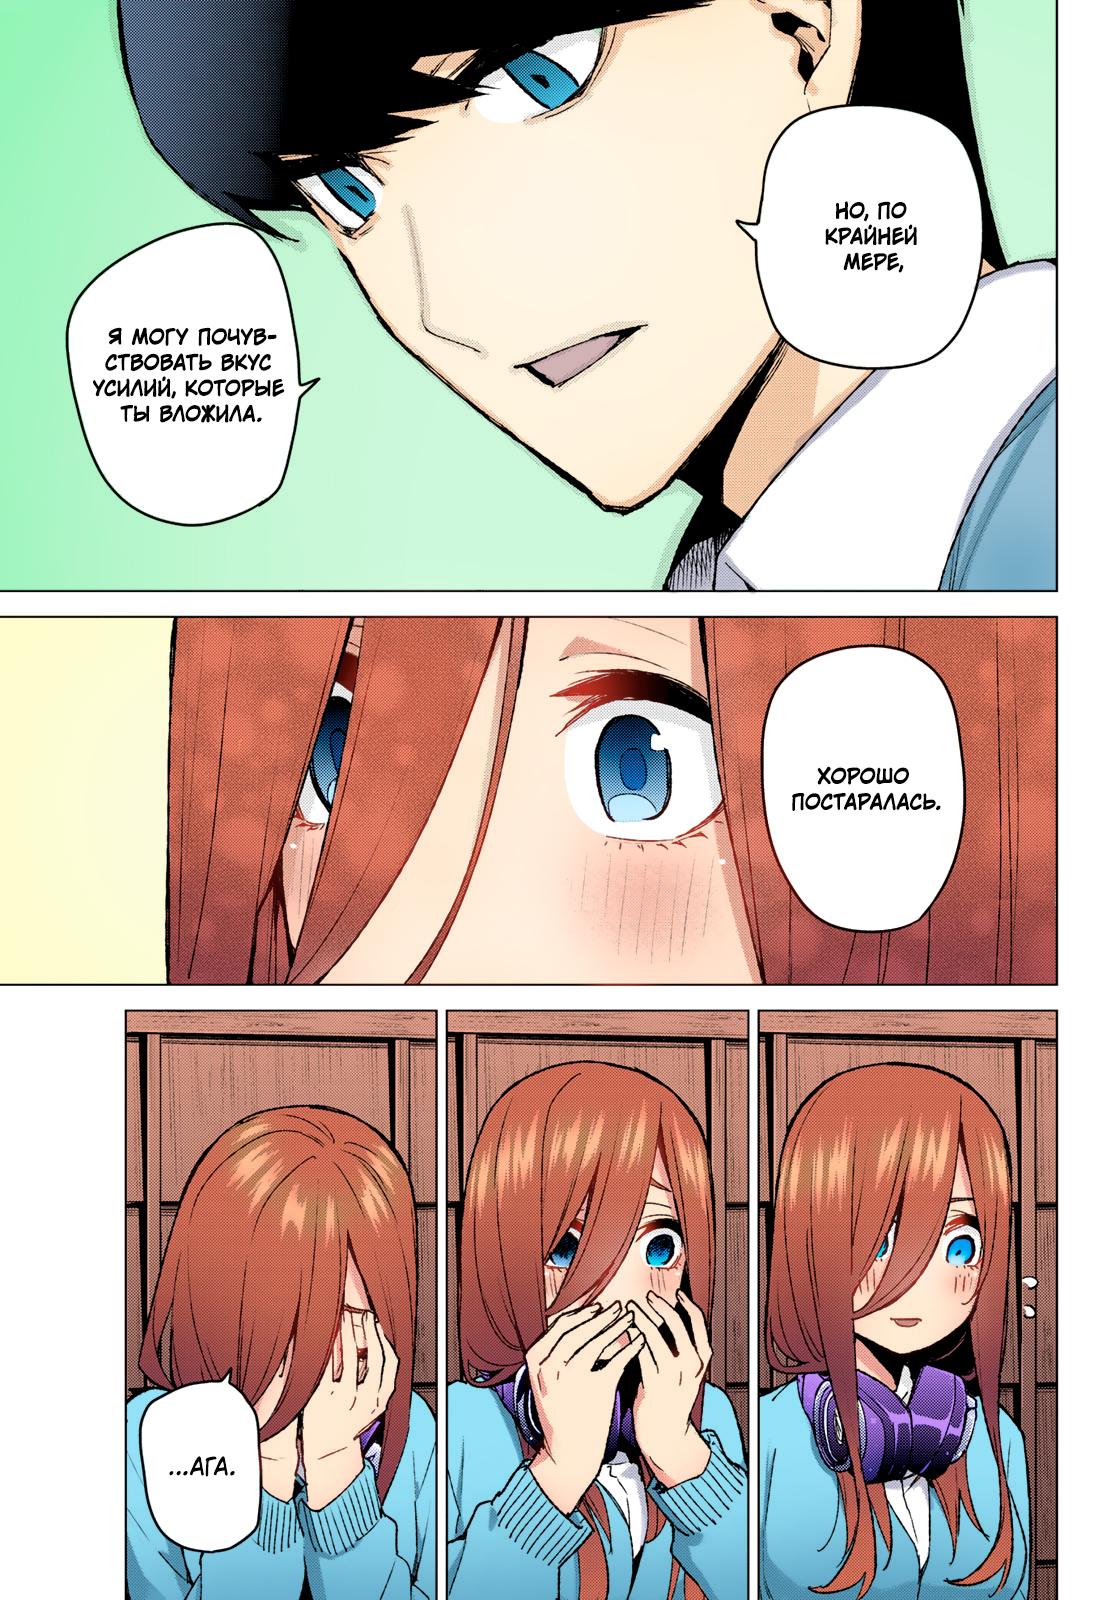 НО, ПО
КРАЙНЕЙ
МЕРЕ,
Я МОГУ ПОЧУВ-
СТВОВАТЬ ВКУС
УСИЛИЙ, КОТОРЫЕ
ТЫ ВЛОЖИЛА.
ХОРОШО
ПОСТАРАЛАСЬ.
...АГА.